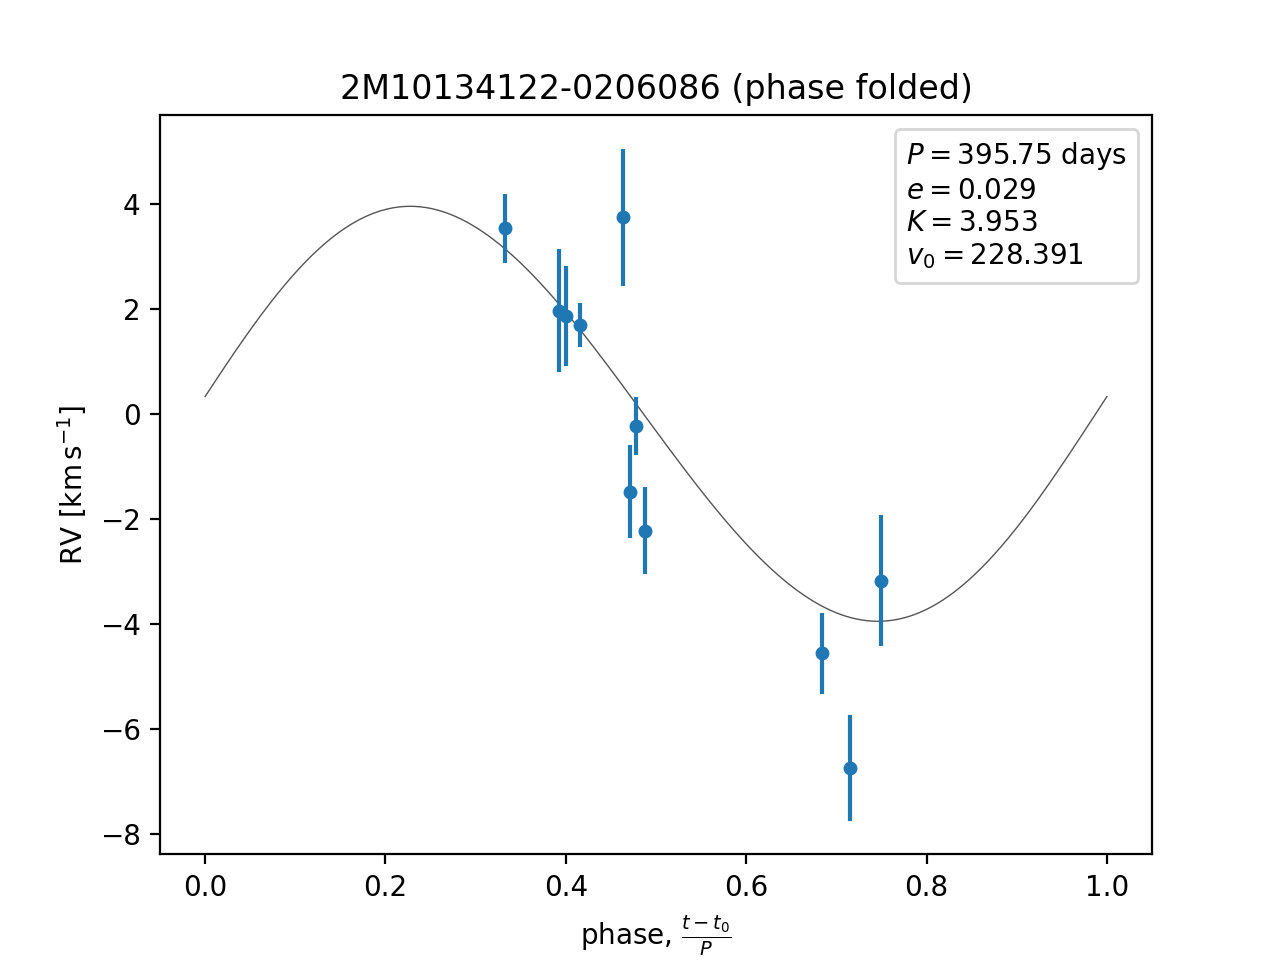 2M10134122-0206086 (phase folded)
P = 395.75 days
e = 0.029
K = 3.953
v₀ = 228.391
4
2
0
−2
−4
−6
−8
RV [km s⁻¹]
0.0 0.2 0.4 0.6 0.8 1.0
phase, (t − t₀)/P